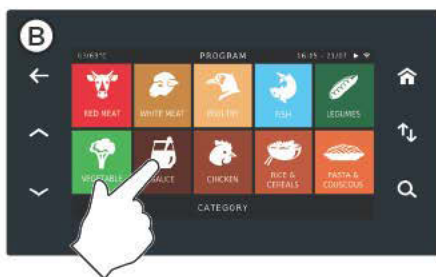 B
PROGRAM
RED MEAT WHITE MEAT POULTRY FISH LEGUMES
VEGETABLE SAUCE CHICKEN RICE & CEREALS PASTA & COUSCOUS
CATEGORY